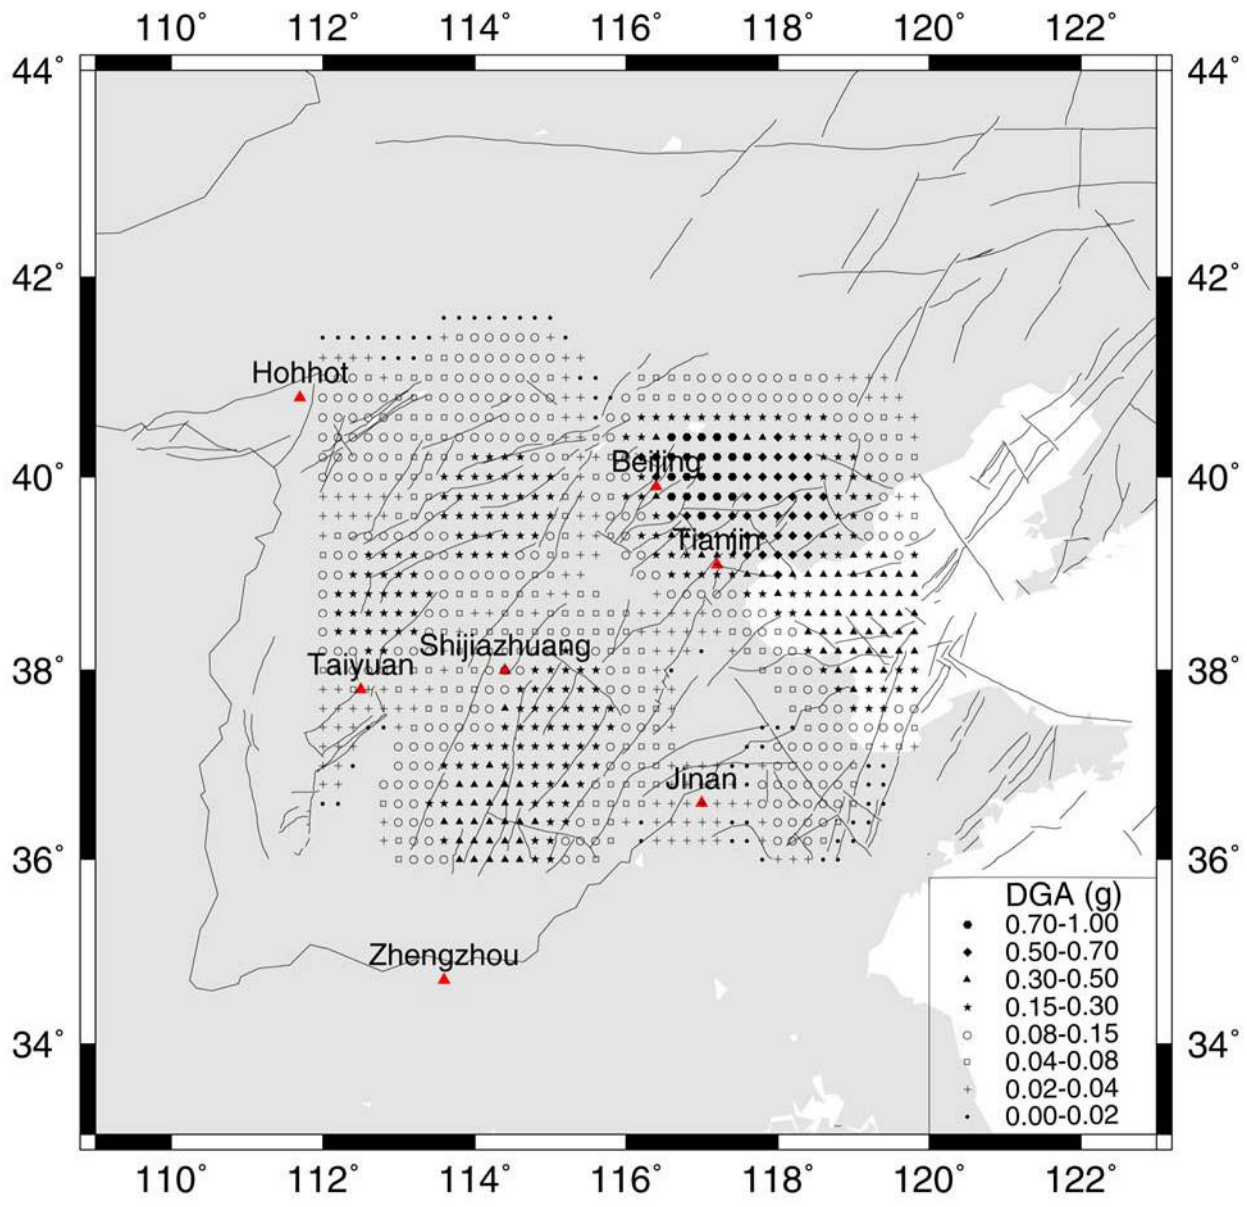 110° 112° 114° 116° 118° 120° 122°
44° 44°
42° 42°
Hohhot
40° Beijing 40°
Tianjin
Shijiazhuang
38° Taiyuan 38°
Jinan
36° 36°
DGA (g)
0.70-1.00
Zhengzhou 0.50-0.70
0.30-0.50
0.15-0.30
34° 0.08-0.15 34°
0.04-0.08
0.02-0.04
0.00-0.02
110° 112° 114° 116° 118° 120° 122°